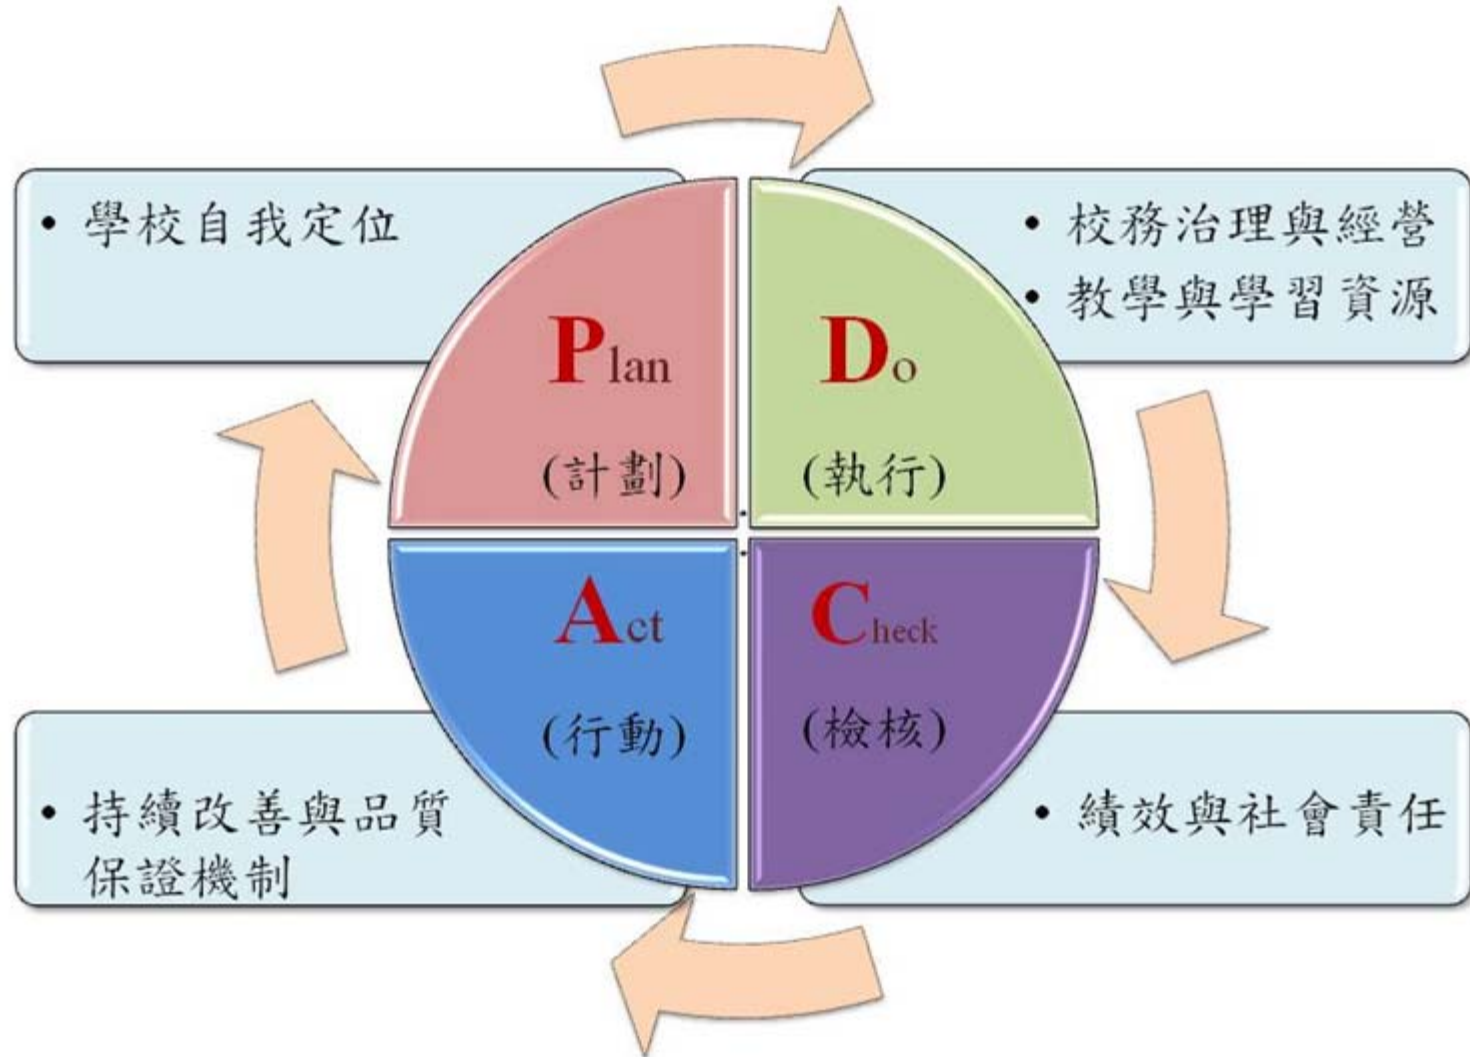 • 學校自我定位
• 校務治理與經營
• 教學與學習資源
Plan
(計劃)
Do
(執行)
Act
(行動)
Check
(檢核)
• 持續改善與品質
保證機制
• 績效與社會責任